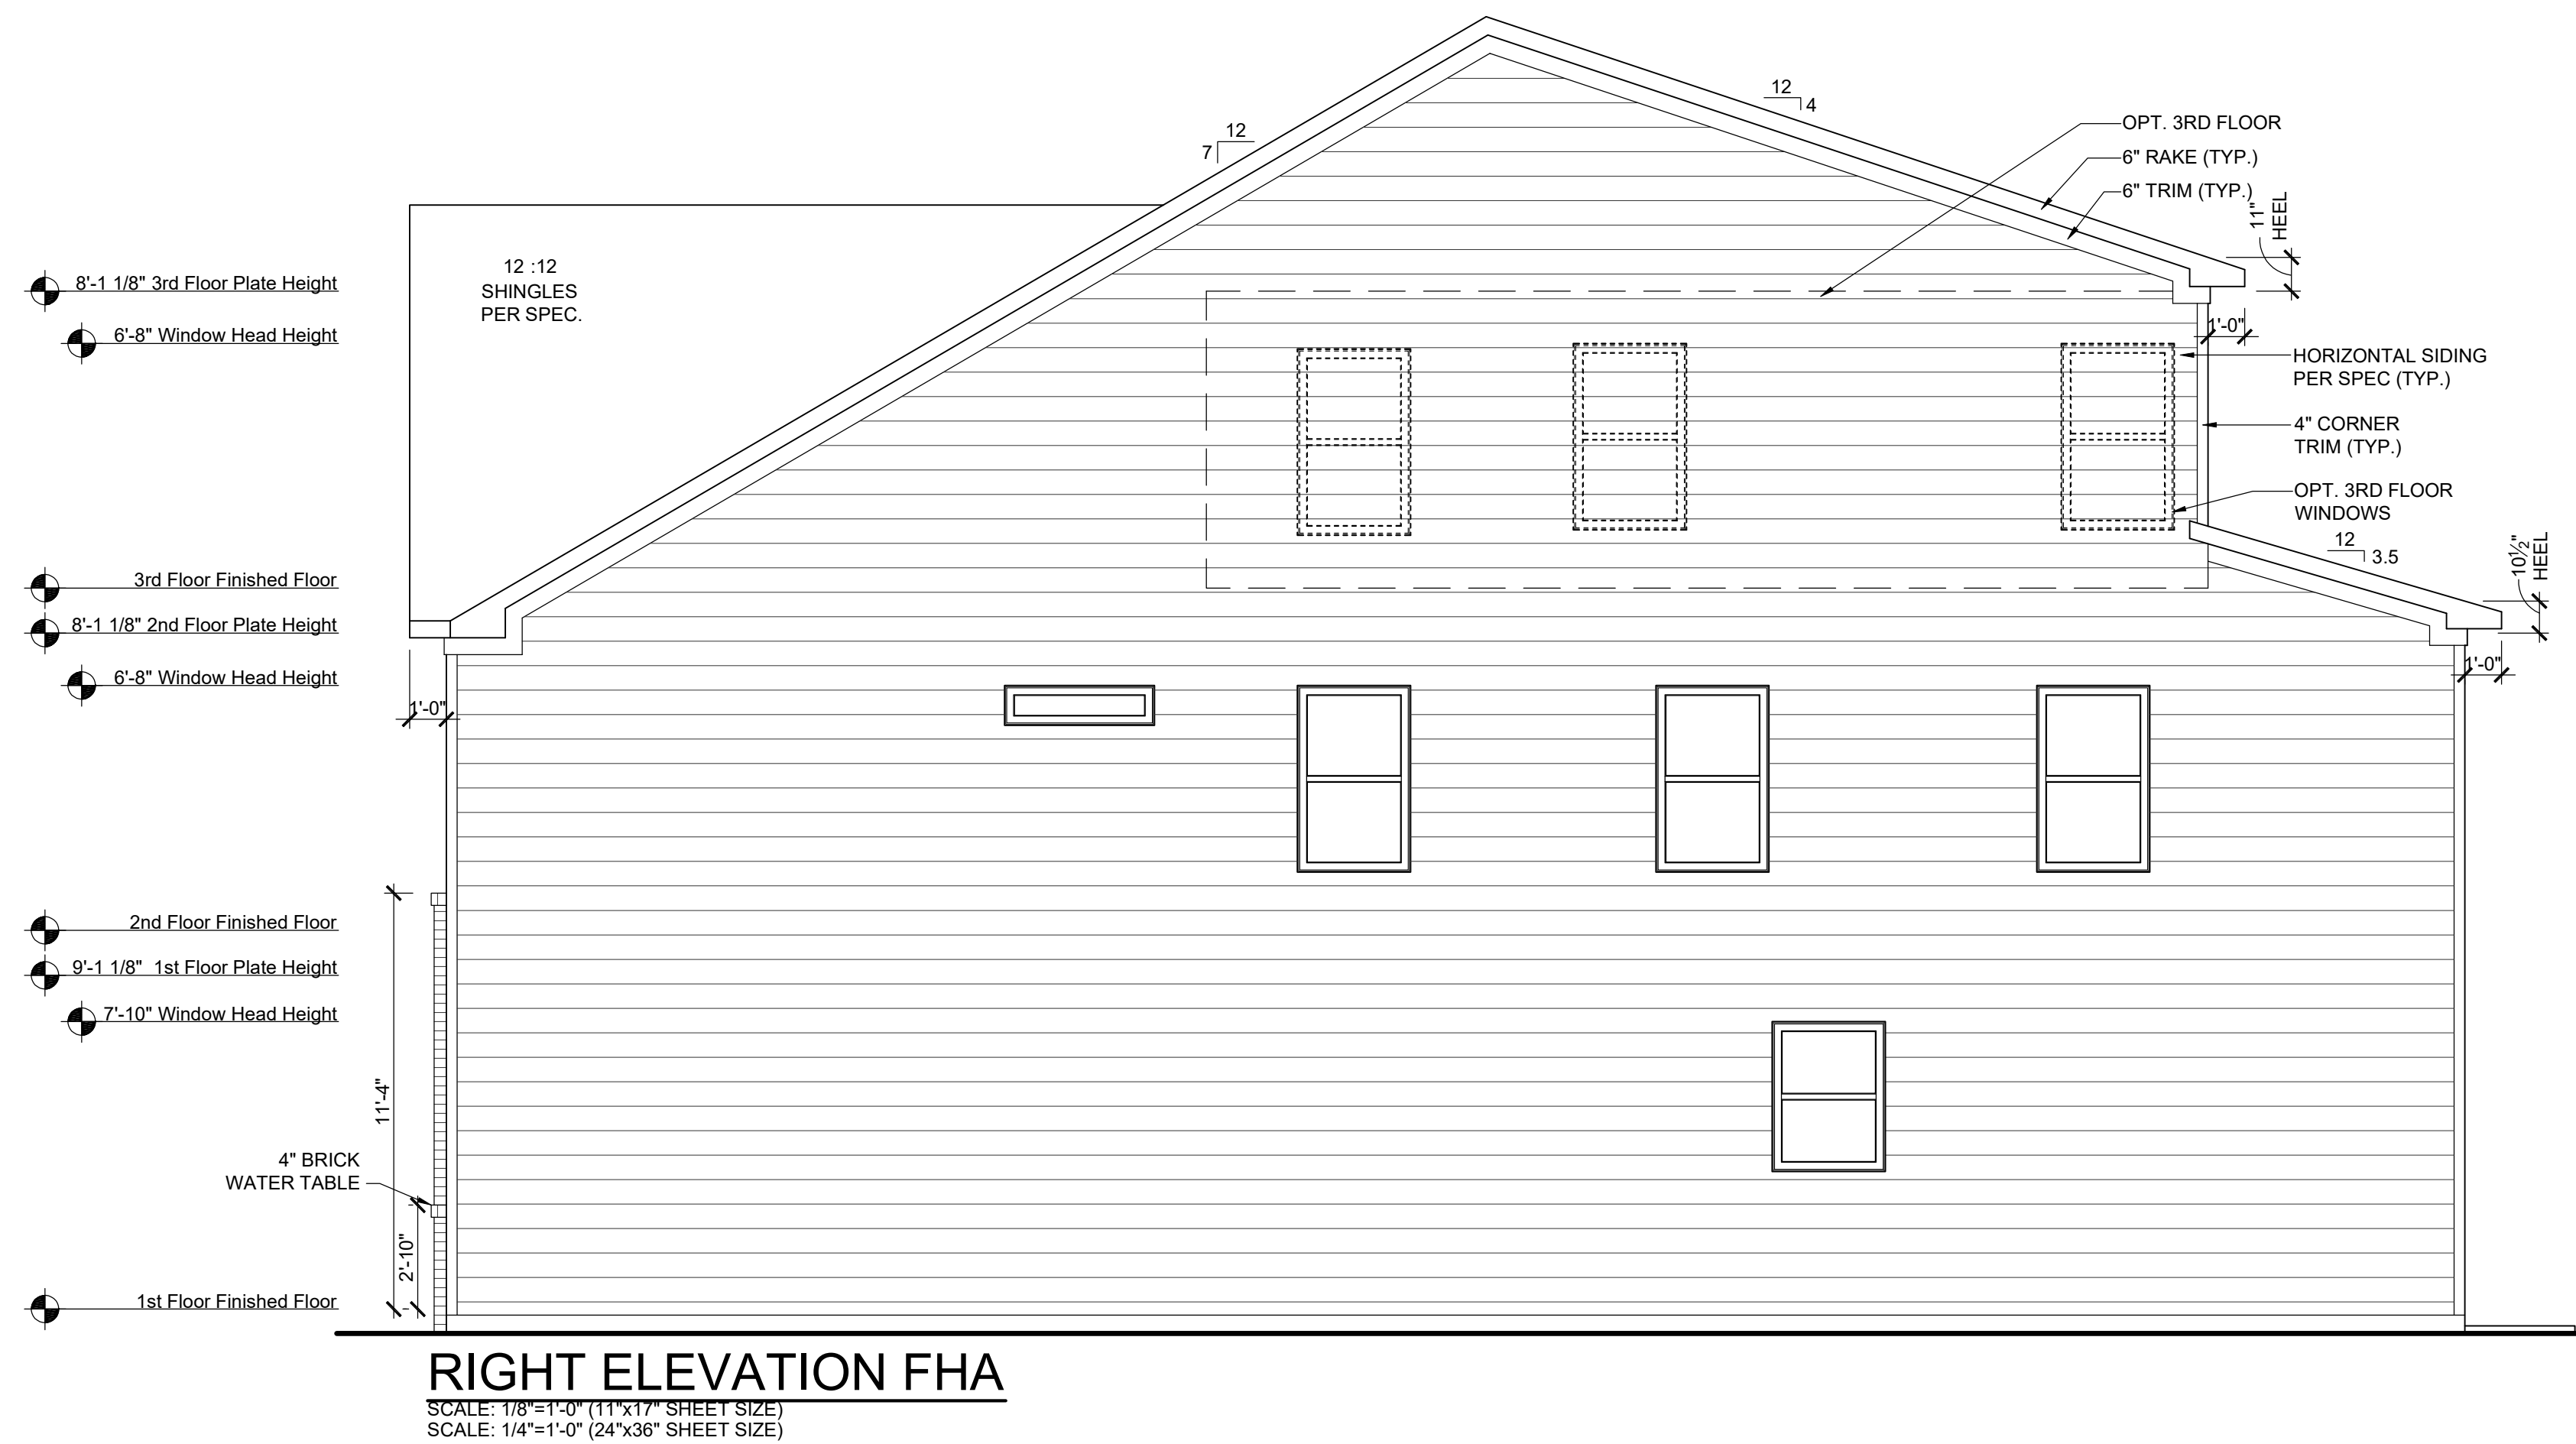 12
4
OPT. 3RD FLOOR
12
7
6" RAKE (TYP.)
6" TRIM (TYP.)
11"
HEEL
12 :12
SHINGLES
PER SPEC.
8'-1 1/8" 3rd Floor Plate Height
6'-8" Window Head Height
1'-0"
HORIZONTAL SIDING
PER SPEC (TYP.)
4" CORNER
TRIM (TYP.)
OPT. 3RD FLOOR
WINDOWS
12
3.5
10½"
HEEL
3rd Floor Finished Floor
8'-1 1/8" 2nd Floor Plate Height
6'-8" Window Head Height
1'-0"
1'-0"
2nd Floor Finished Floor
9'-1 1/8"  1st Floor Plate Height
7'-10" Window Head Height
11'-4"
4" BRICK
WATER TABLE
2'-10"
1st Floor Finished Floor
RIGHT ELEVATION FHA
SCALE: 1/8"=1'-0" (11"x17" SHEET SIZE)
SCALE: 1/4"=1'-0" (24"x36" SHEET SIZE)